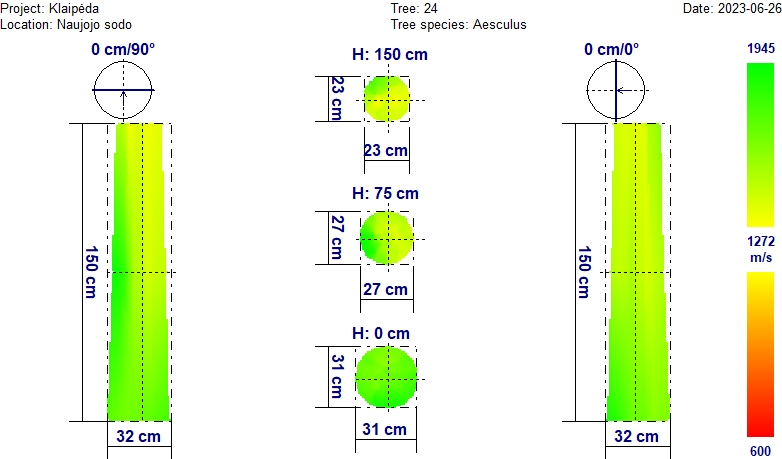 Project: Klaipėda
Tree: 24
Date: 2023-06-26
Location: Naujojo sodo
Tree species: Aesculus
0 cm/90°
H: 150 cm
0 cm/0°
1945
23 cm
23 cm
H: 75 cm
27 cm
27 cm
150 cm
150 cm
1272
m/s
H: 0 cm
31 cm
31 cm
32 cm
32 cm
600